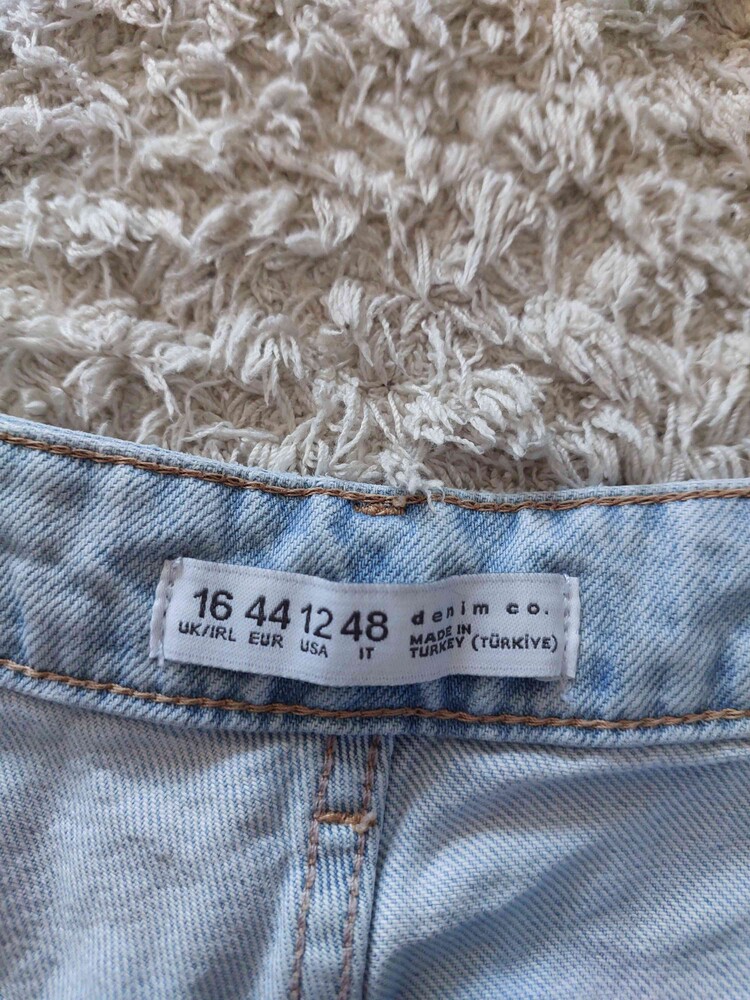 16 44 12 48 denim co.
UK/IRL EUR USA IT MADE IN
TURKEY (TÜRKİYE)